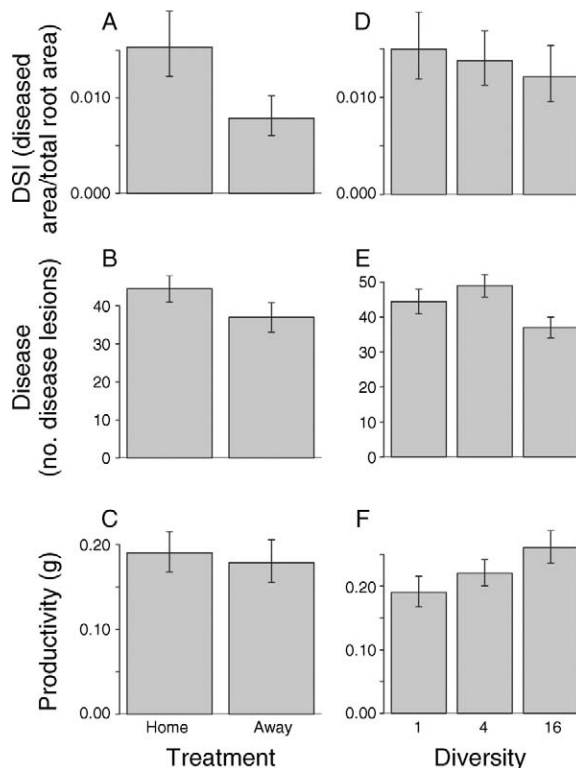 A
D
DSI (diseased
area/total root area)
0.010
0.000
0.010
0.000
B
E
Disease
(no. disease lesions)
40
20
0
50
40
30
20
10
0
C
F
Productivity (g)
0.20
0.10
0.00
0.20
0.10
0.00
Home Away
1 4 16
Treatment
Diversity